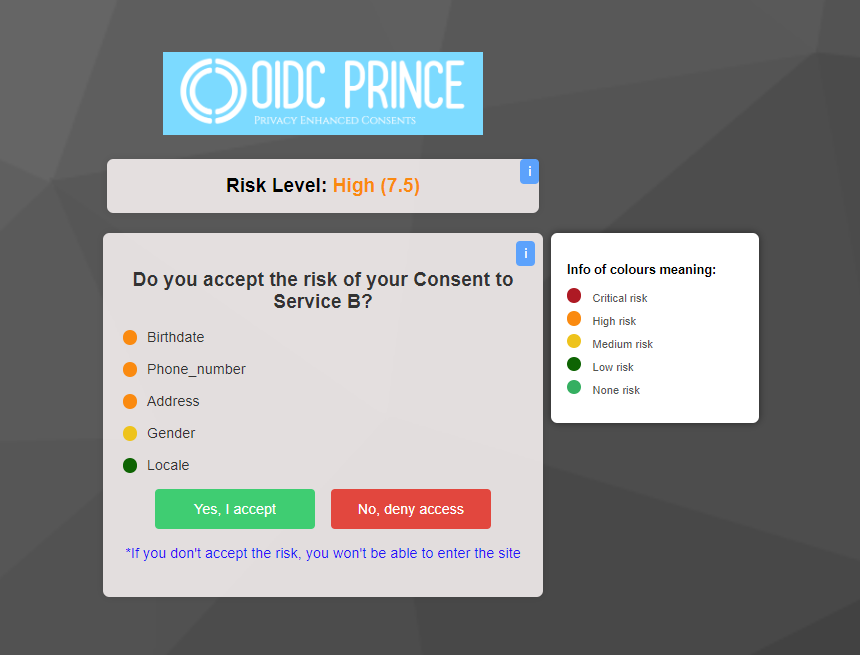 OIDC PRINCE
Privacy Enhanced Consents
i
Risk Level: High (7.5)
i
Do you accept the risk of your Consent to
Service B?
Birthdate
Phone_number
Address
Gender
Locale
Yes, I accept
No, deny access
*If you don't accept the risk, you won't be able to enter the site
Info of colours meaning:
Critical risk
High risk
Medium risk
Low risk
None risk